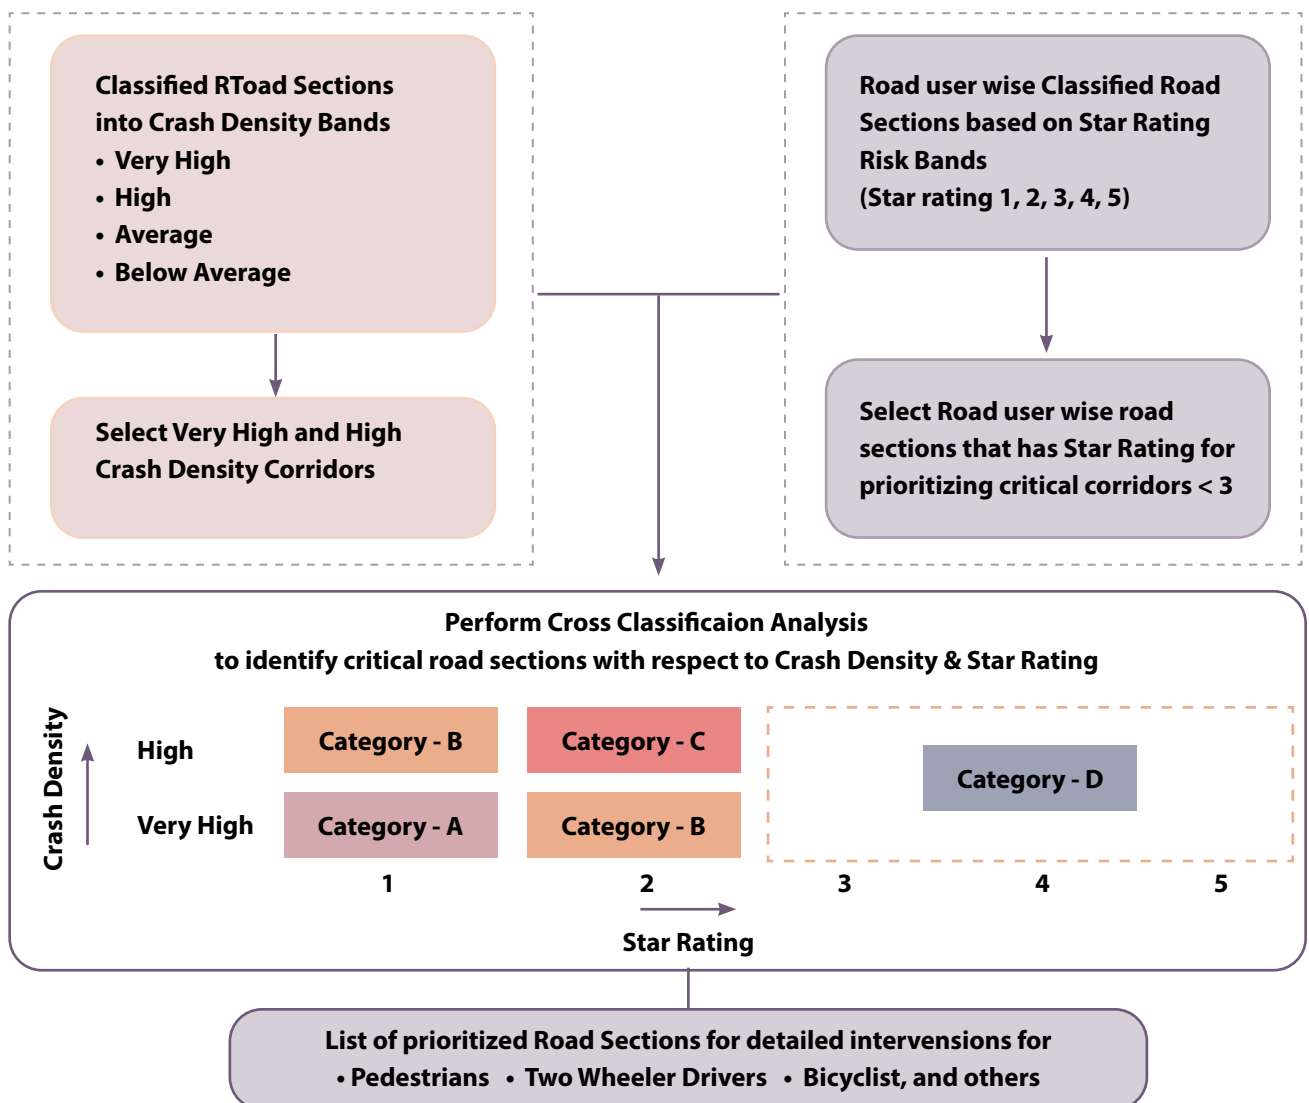 Classified RToad Sections
into Crash Density Bands
• Very High
• High
• Average
• Below Average
Select Very High and High
Crash Density Corridors
Road user wise Classified Road
Sections based on Star Rating
Risk Bands
(Star rating 1, 2, 3, 4, 5)
Select Road user wise road
sections that has Star Rating for
prioritizing critical corridors < 3
Perform Cross Classificaion Analysis
to identify critical road sections with respect to Crash Density & Star Rating
Crash Density
High
Category - B
Category - C
Category - D
Very High
Category - A
Category - B
1
2
3
4
5
Star Rating
List of prioritized Road Sections for detailed intervensions for
• Pedestrians • Two Wheeler Drivers • Bicyclist, and others